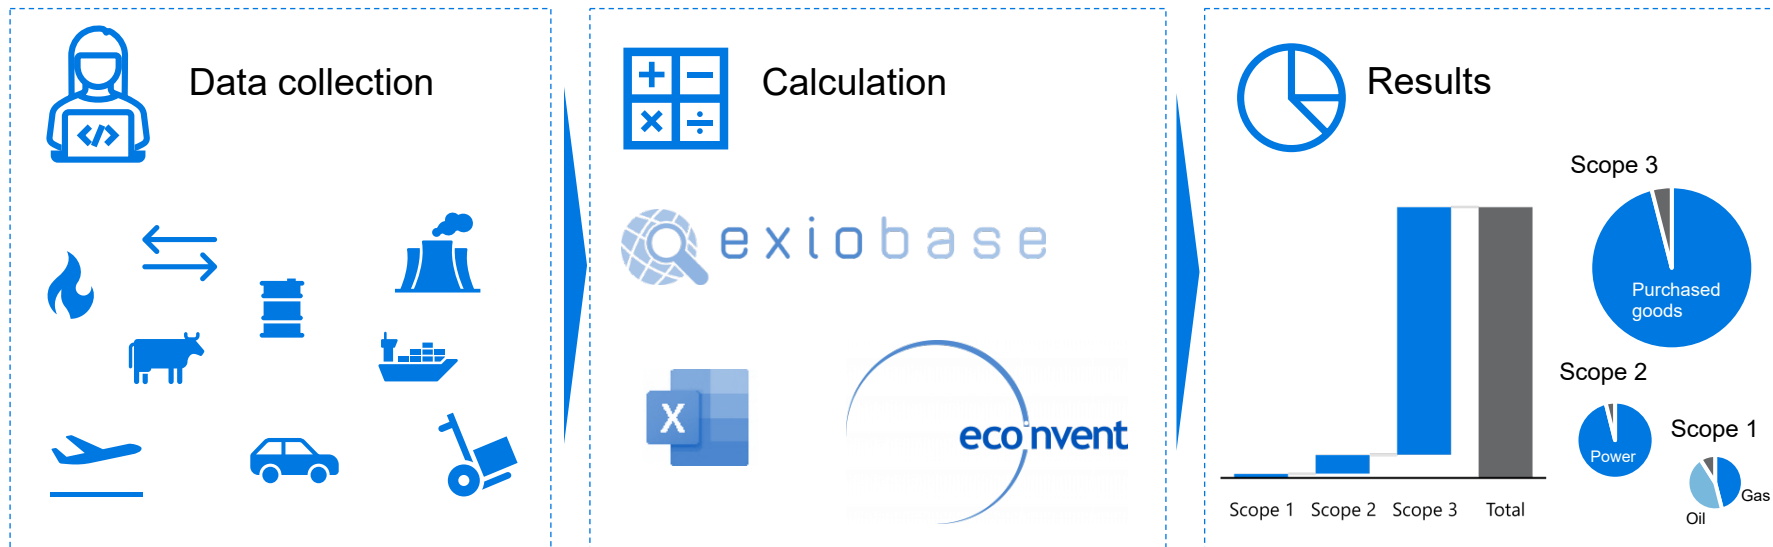 Data collection
</>
Calculation
exiobase
X
ecoinvent
Results
Scope 3
Purchased
goods
Scope 2
Power
Scope 1
Gas
Oil
Scope 1 Scope 2 Scope 3 Total